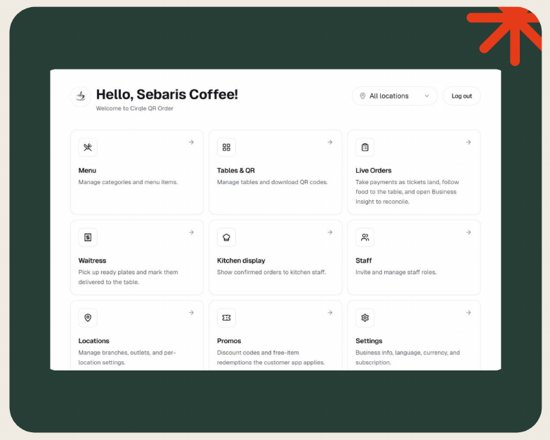 Hello, Sebaris Coffee!
Welcome to Cirqle QR Order
All locations
Log out
Menu
Manage categories and menu items.
Tables & QR
Manage tables and download QR codes.
Live Orders
Take payments as tickets land, follow
food to the table, and open Business
Insight to reconcile.
Waitress
Pick up ready plates and mark them
delivered to the table.
Kitchen display
Show confirmed orders to kitchen staff.
Staff
Invite and manage staff roles.
Locations
Manage branches, outlets, and per-
location settings.
Promos
Discount codes and free-item
redemptions the customer app applies.
Settings
Business info, language, currency, and
subscription.